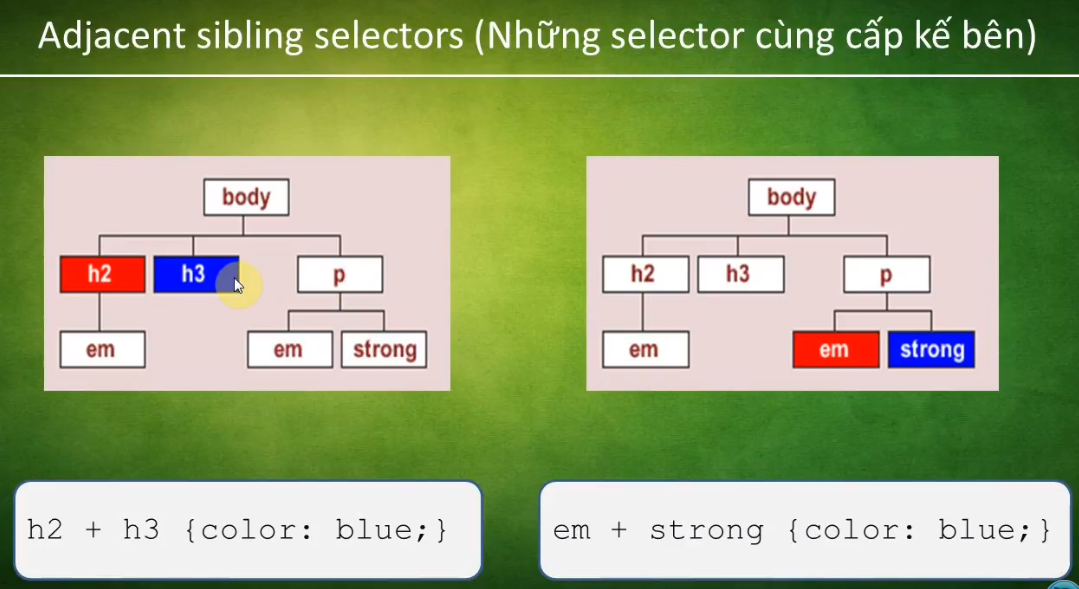 Adjacent sibling selectors (Những selector cùng cấp kế bên)
body
h2 h3 p
em em strong
body
h2 h3 p
em em strong
h2 + h3 {color: blue;}
em + strong {color: blue;}